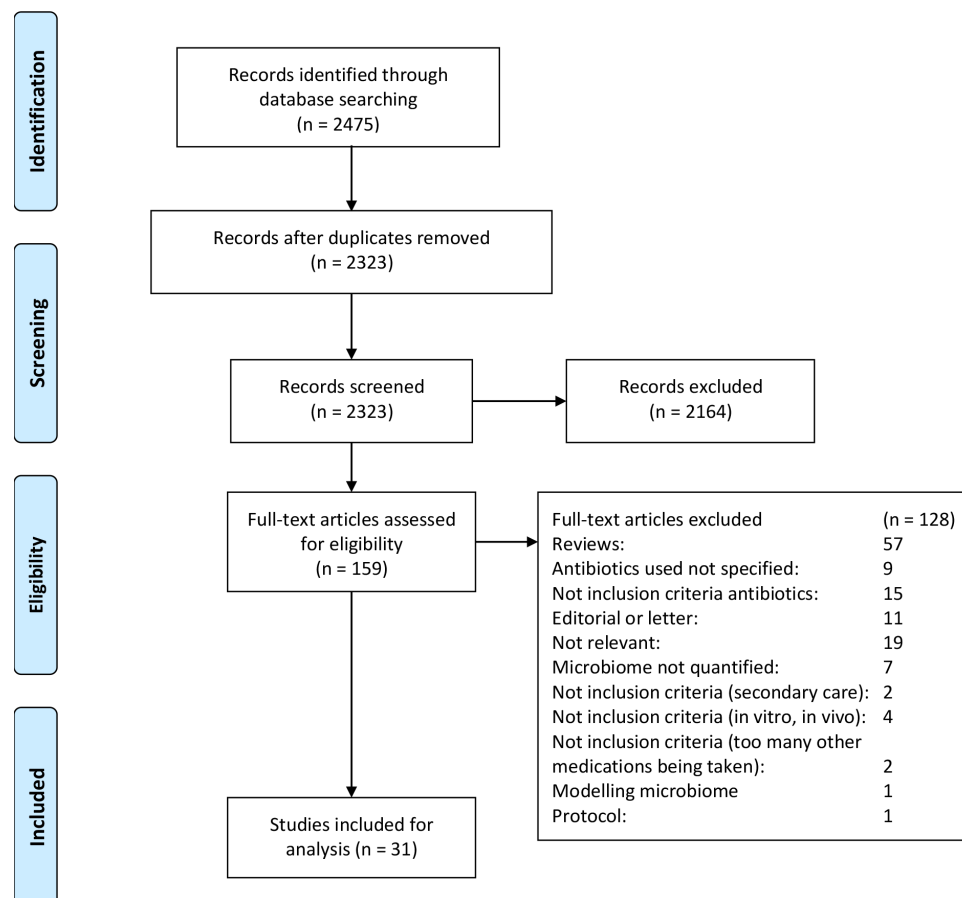 Identification
Records identified through
database searching
(n = 2475)
Records after duplicates removed
(n = 2323)
Screening
Records screened
(n = 2323)
Records excluded
(n = 2164)
Eligibility
Full-text articles assessed
for eligibility
(n = 159)
Full-text articles excluded (n = 128)
Reviews: 57
Antibiotics used not specified: 9
Not inclusion criteria antibiotics: 15
Editorial or letter: 11
Not relevant: 19
Microbiome not quantified: 7
Not inclusion criteria (secondary care): 2
Not inclusion criteria (in vitro, in vivo): 4
Not inclusion criteria (too many other
medications being taken): 2
Modelling microbiome 1
Protocol: 1
Included
Studies included for
analysis (n = 31)